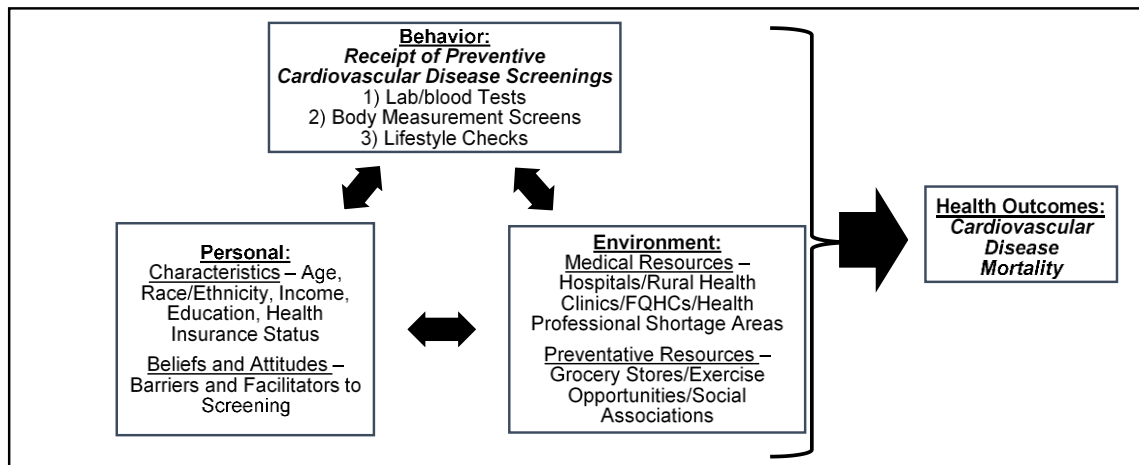 Behavior:
Receipt of Preventive
Cardiovascular Disease Screenings
1) Lab/blood Tests
2) Body Measurement Screens
3) Lifestyle Checks
Personal:
Characteristics – Age,
Race/Ethnicity, Income,
Education, Health
Insurance Status
Beliefs and Attitudes –
Barriers and Facilitators to
Screening
Environment:
Medical Resources –
Hospitals/Rural Health
Clinics/FQHCs/Health
Professional Shortage Areas
Preventative Resources –
Grocery Stores/Exercise
Opportunities/Social
Associations
Health Outcomes:
Cardiovascular
Disease
Mortality